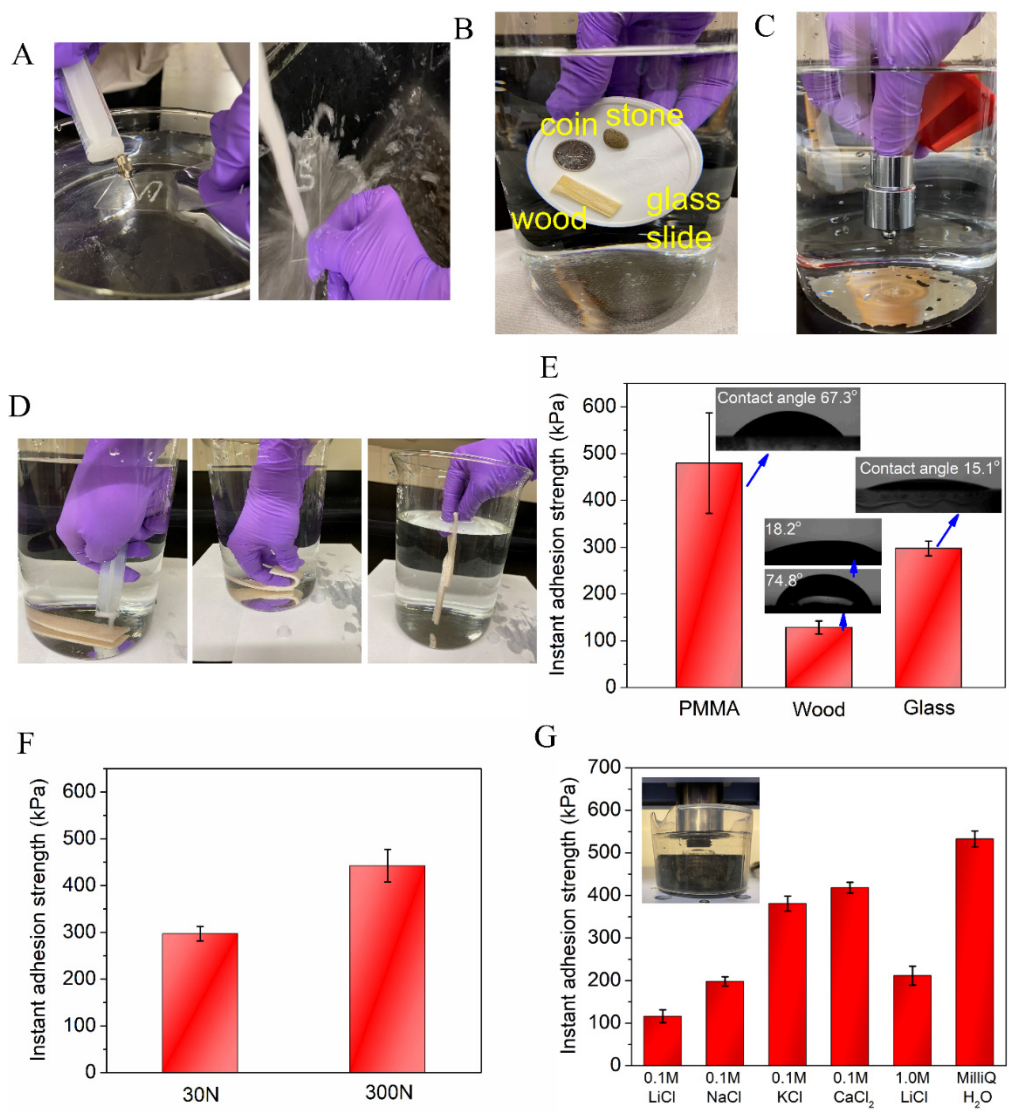 A
B
C
coin
stone
wood
glass
slide
D
E
Instant adhesion strength (kPa)
600
500
400
300
200
100
0
Contact angle 67.3°
Contact angle 15.1°
18.2°
74.8°
PMMA
Wood
Glass
F
Instant adhesion strength (kPa)
600
500
400
300
200
100
0
30N
300N
G
Instant adhesion strength (kPa)
700
600
500
400
300
200
100
0
0.1M
LiCl
0.1M
NaCl
0.1M
KCl
0.1M
CaCl₂
1.0M
LiCl
MilliQ
H₂O